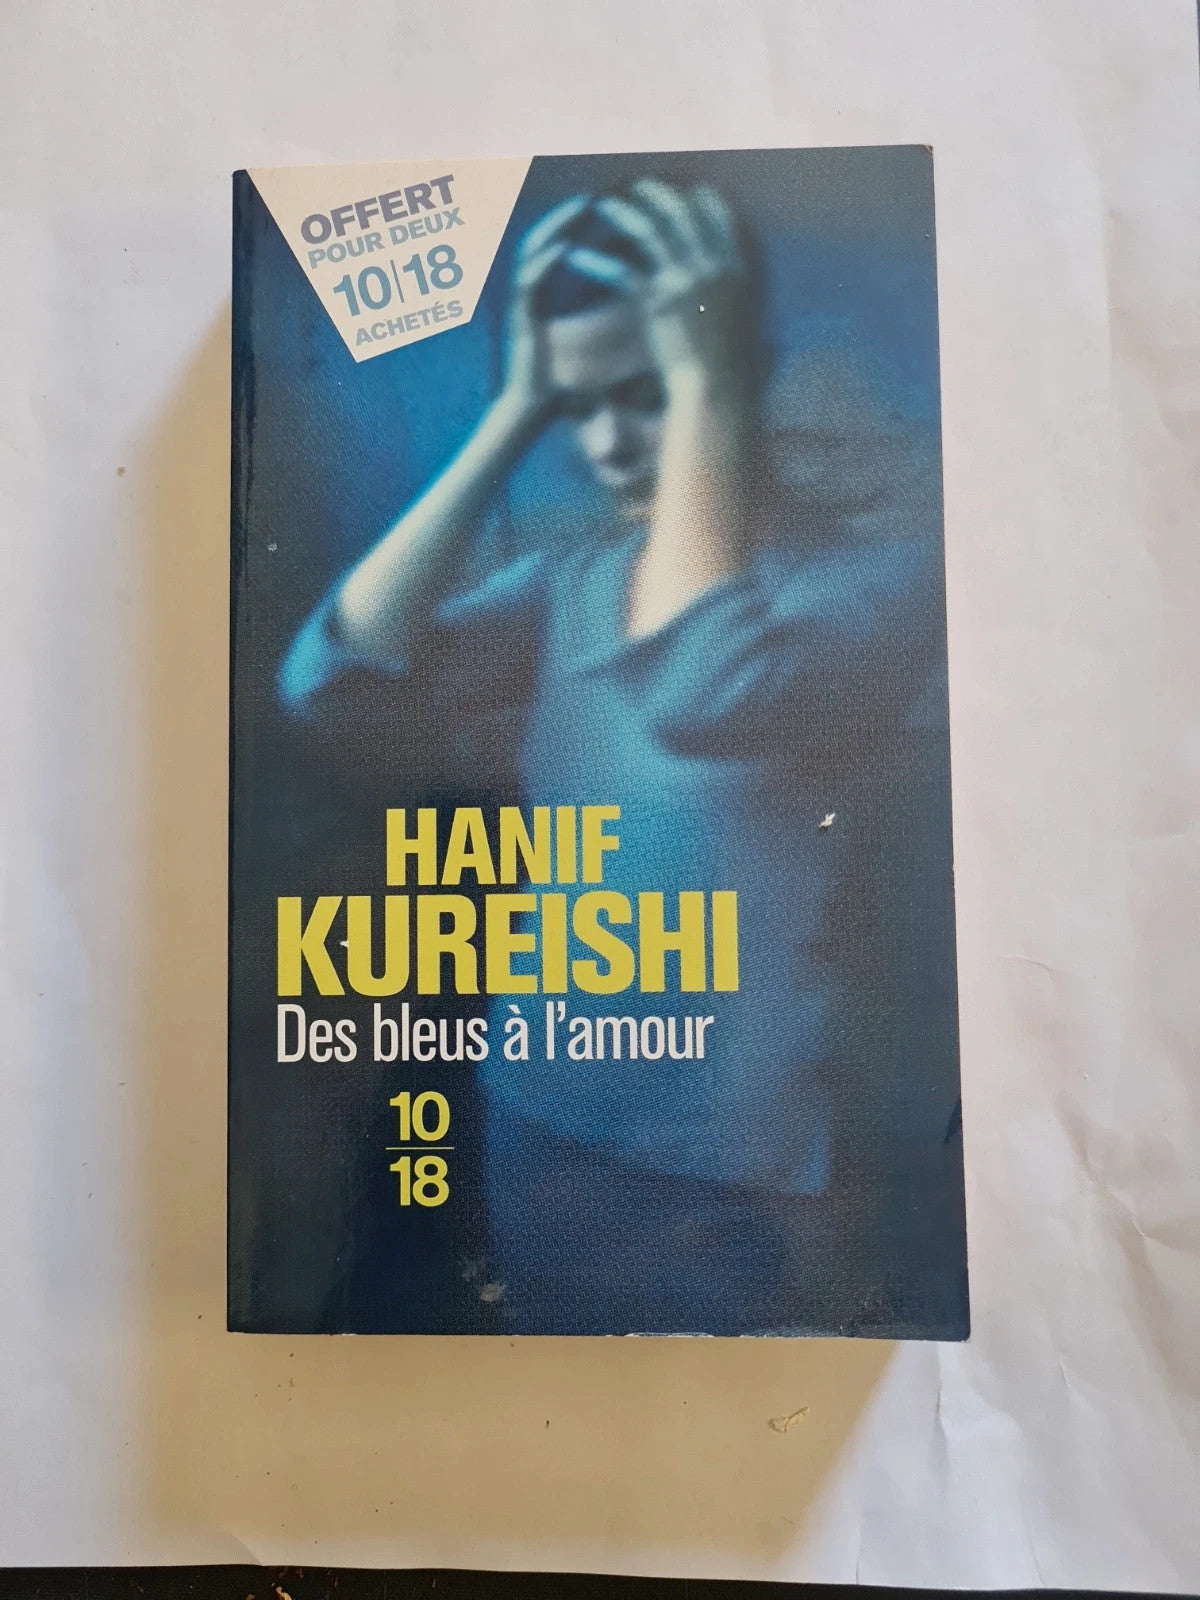 OFFERT
POUR DEUX
10|18
ACHETÉS
HANIF
KUREISHI
Des bleus à l'amour
10
18